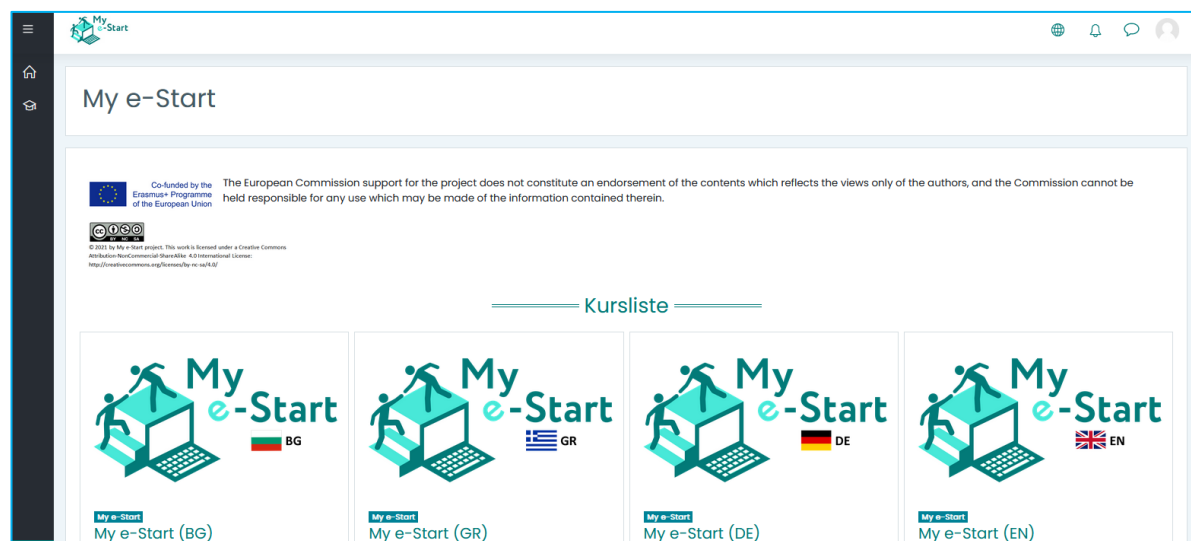 My
e-Start
My e-Start
Co-funded by the
Erasmus+ Programme
of the European Union
The European Commission support for the project does not constitute an endorsement of the contents which reflects the views only of the authors, and the Commission cannot be
held responsible for any use which may be made of the information contained therein.
cc
BY NC SA
© 2021 by My e-Start project. This work is licensed under a Creative Commons
Attribution-NonCommercial-ShareAlike 4.0 International License:
http://creativecommons.org/licenses/by-nc-sa/4.0/
Kursliste
My
e-Start
BG
My e-Start
My e-Start (BG)
My
e-Start
GR
My e-Start
My e-Start (GR)
My
e-Start
DE
My e-Start
My e-Start (DE)
My
e-Start
EN
My e-Start
My e-Start (EN)